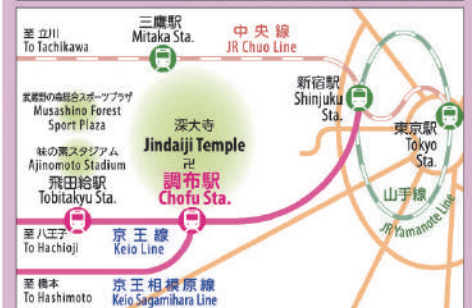 三鷹駅
Mitaka Sta.
至 立川
To Tachikawa
中央線
JR Chuo Line
新宿駅
Shinjuku
Sta.
東京駅
Tokyo
Sta.
武蔵野の森総合スポーツプラザ
Musashino Forest
Sport Plaza
深大寺
Jindaiji Temple
卍
味の素スタジアム
Ajinomoto Stadium
飛田給駅
Tobitakyu Sta.
調布駅
Chofu Sta.
山手線
JR Yamanote Line
至 八王子
To Hachioji
京王線
Keio Line
至 橋本
To Hashimoto
京王相模原線
Keio Sagamihara Line